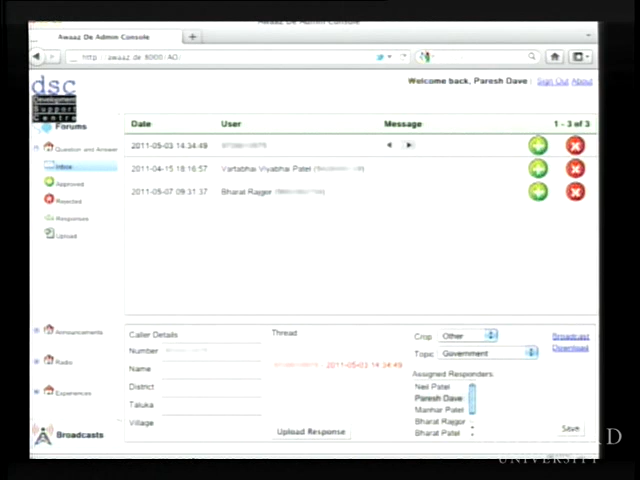 Awaaz De Admin Console
Awaaz De Admin Console
http://awaaz.de:8000/AO/
dsc
Development
Support
Centre
Welcome back, Paresh Dave
Sign Out About
Forums
Date User Message 1 - 3 of 3
Question and Answer
2011-05-03 14:34:49
Inbox
2011-04-15 18:16:57 Vartabhai Viyabhai Patel
Approved
2011-05-07 09:31:37 Bharat Rajgor
Rejected
Responses
Upload
Announcements
Radio
Experiences
Broadcasts
Caller Details
Number
Name
District
Taluka
Village
Thread
2011-05-03 14:34:49
Upload Response
Crop Other
Topic Government
Assigned Responders
Neil Patel
Paresh Dave
Manhar Patel
Bharat Rajgor
Bharat Patel
Broadcast
Download
Save
UNIVERSITY